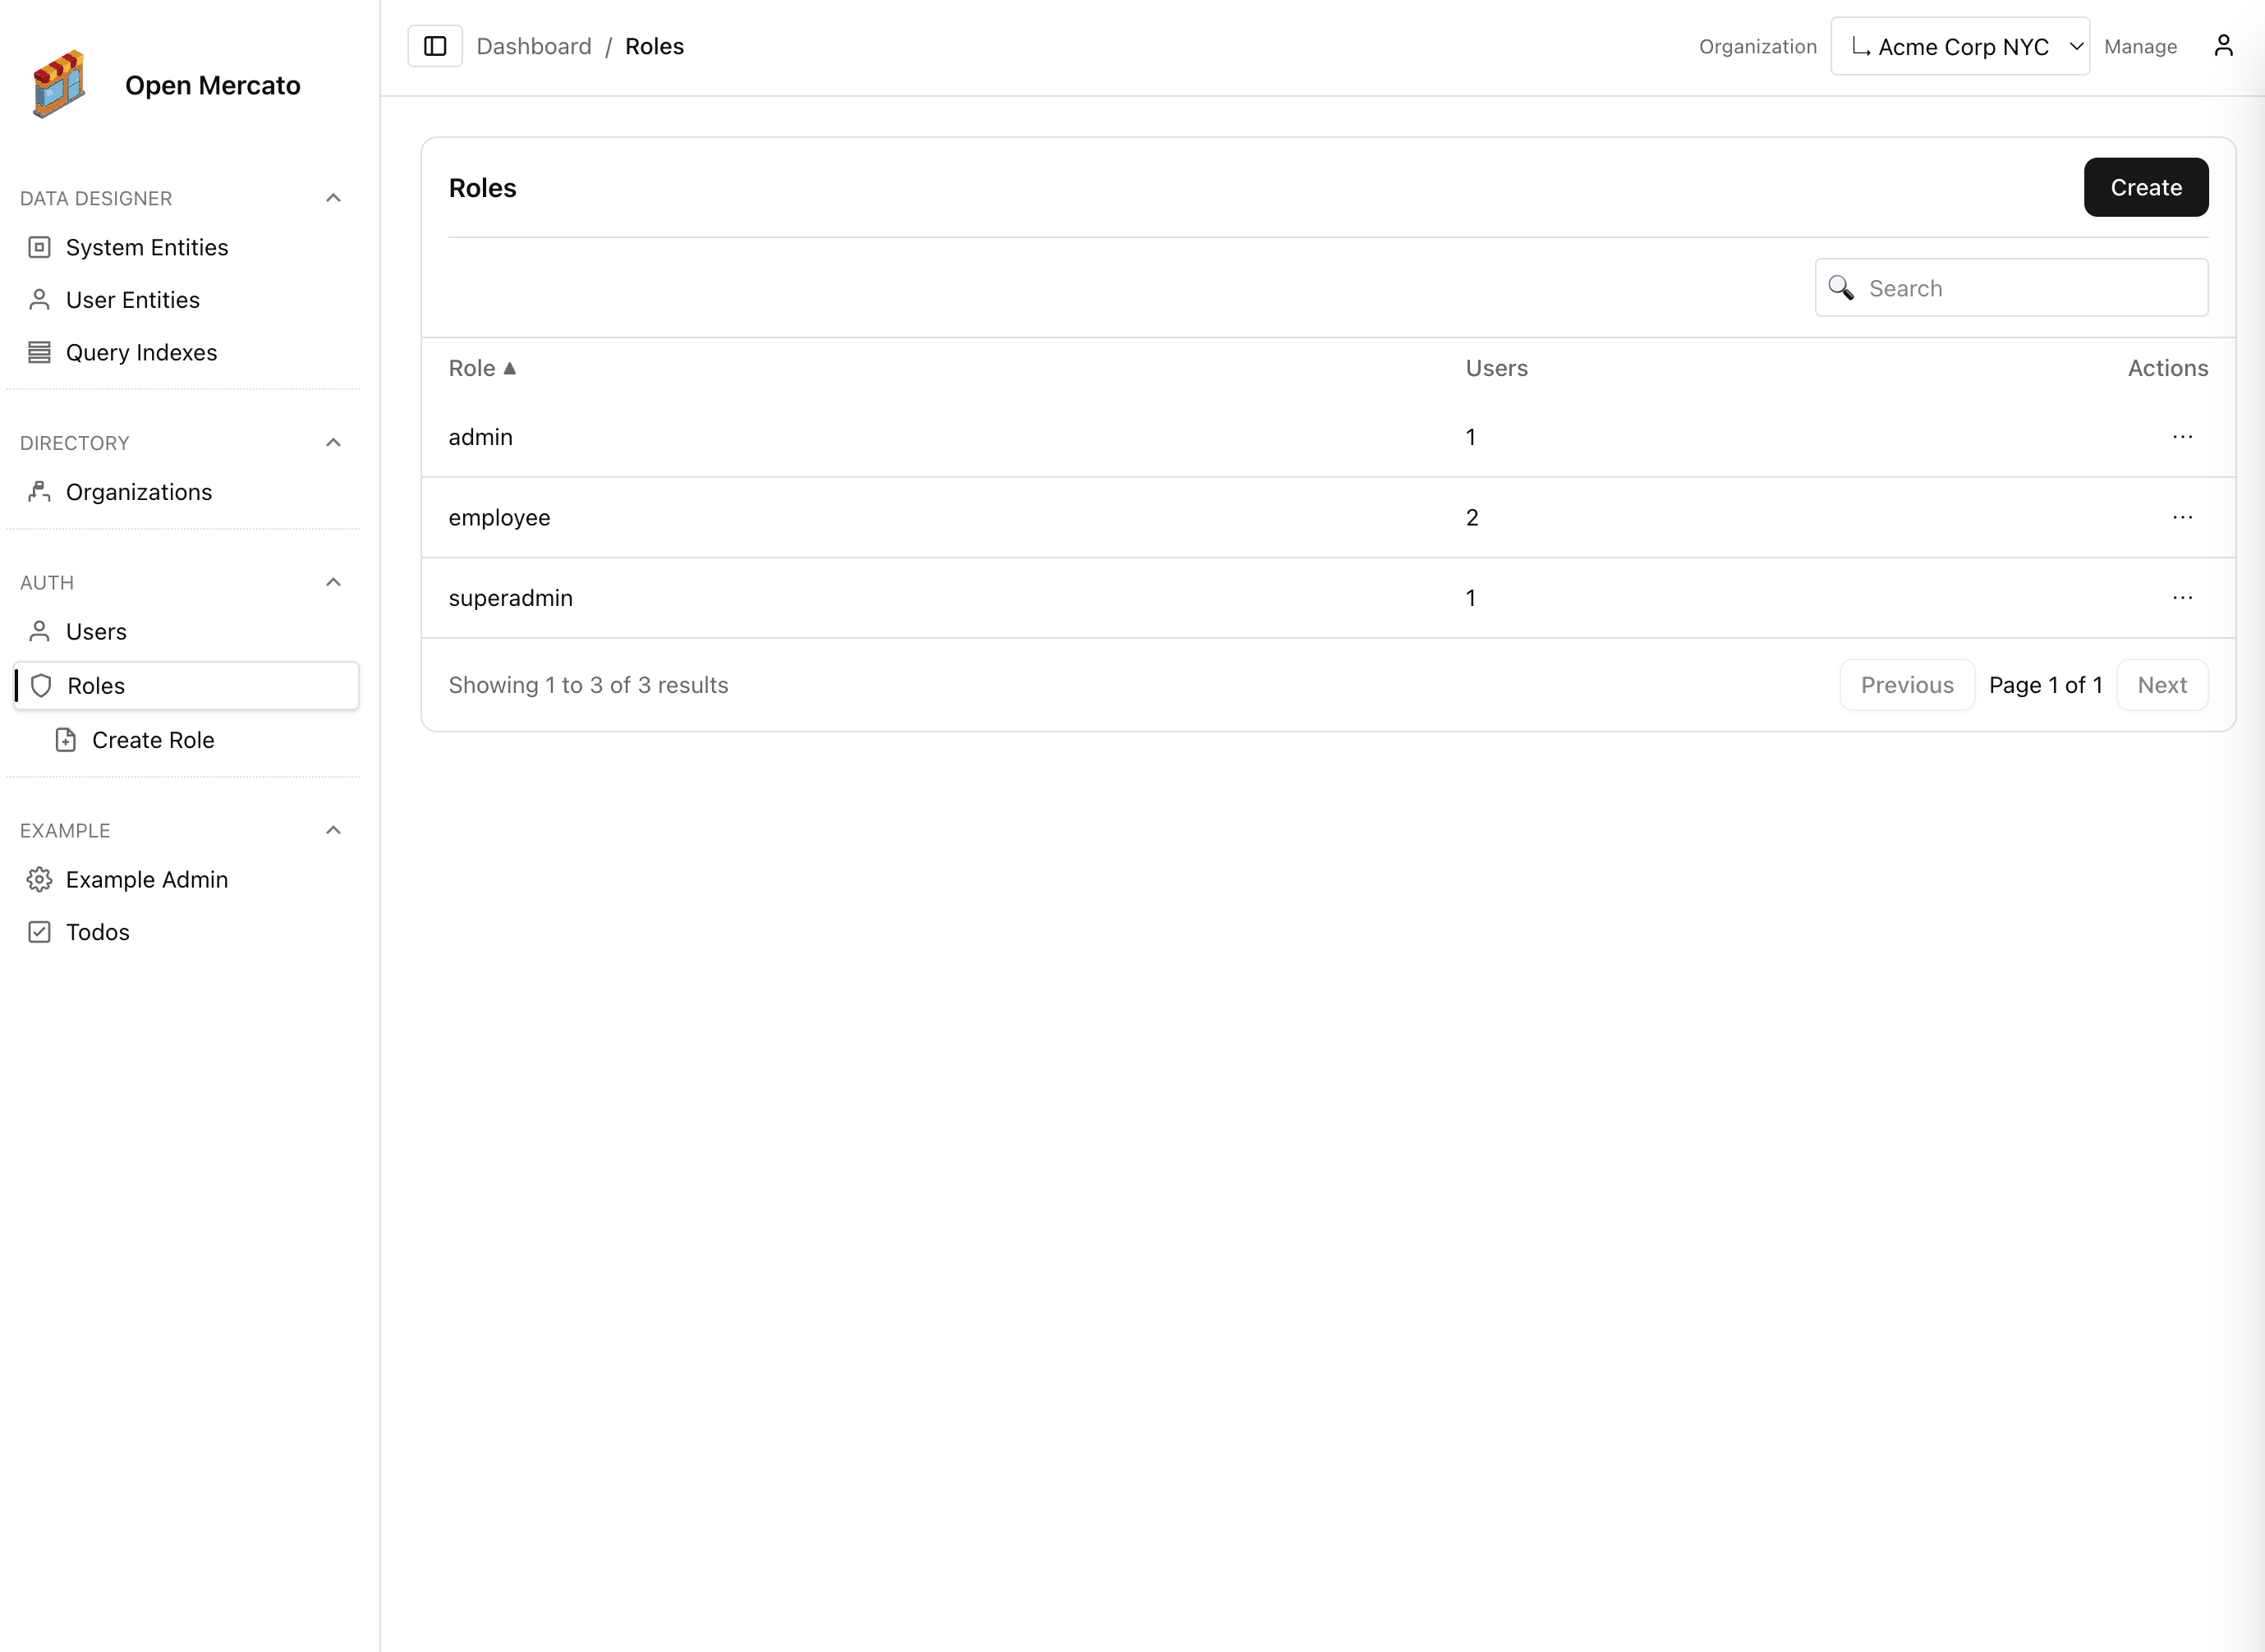 Open Mercato
DATA DESIGNER
System Entities
User Entities
Query Indexes
DIRECTORY
Organizations
AUTH
Users
Roles
Create Role
EXAMPLE
Example Admin
Todos
Dashboard / Roles
Organization Acme Corp NYC Manage
Roles Create
Search
Role ▲ Users Actions
admin 1 ...
employee 2 ...
superadmin 1 ...
Showing 1 to 3 of 3 results Previous Page 1 of 1 Next